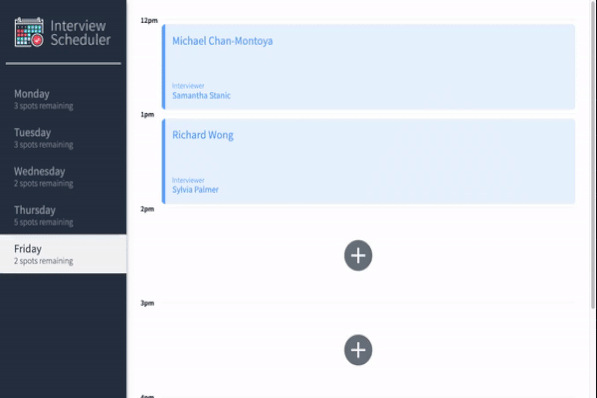 Interview
Scheduler
Monday
3 spots remaining
Tuesday
3 spots remaining
Wednesday
2 spots remaining
Thursday
5 spots remaining
Friday
2 spots remaining
12pm
Michael Chan-Montoya
Interviewer
Samantha Stanic
1pm
Richard Wong
Interviewer
Sylvia Palmer
2pm
3pm